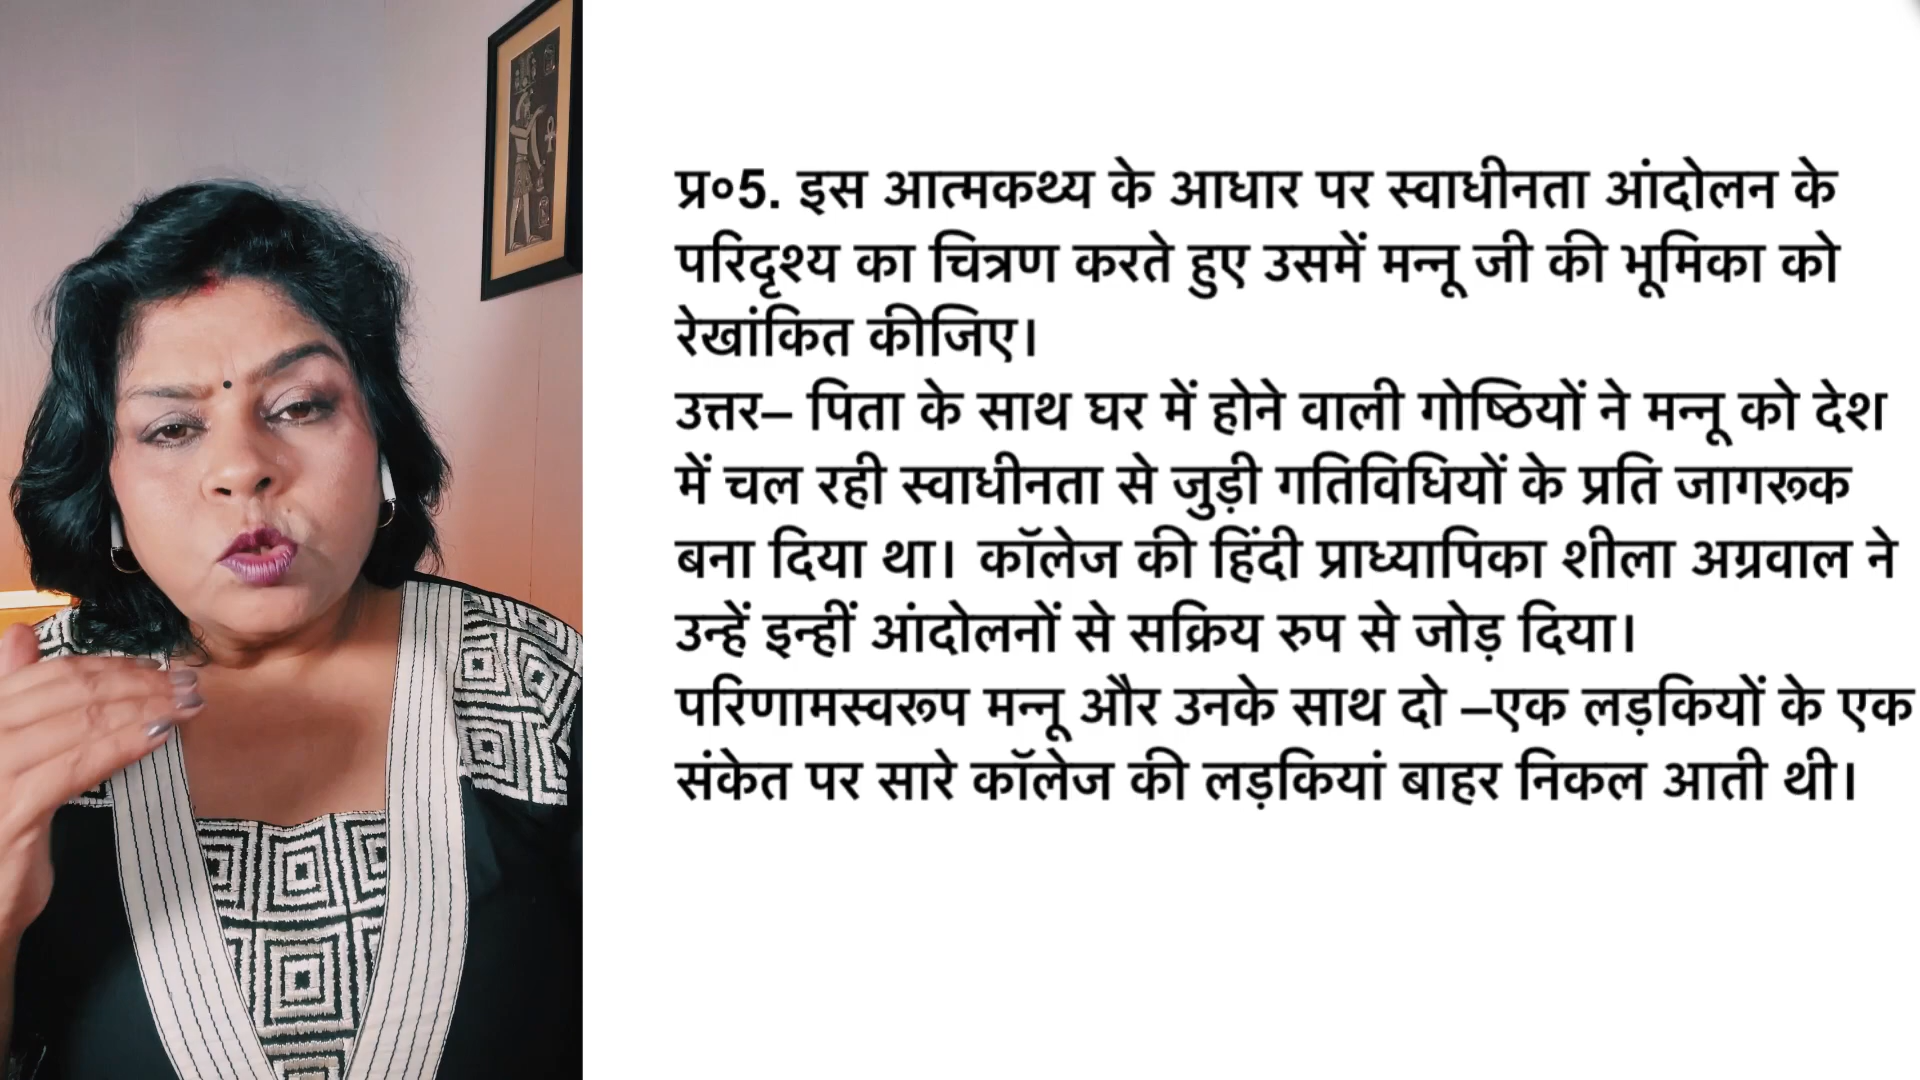 प्र०5. इस आत्मकथ्य के आधार पर स्वाधीनता आंदोलन के
परिदृश्य का चित्रण करते हुए उसमें मन्नू जी की भूमिका को
रेखांकित कीजिए।
उत्तर– पिता के साथ घर में होने वाली गोष्ठियों ने मन्नू को देश
में चल रही स्वाधीनता से जुड़ी गतिविधियों के प्रति जागरूक
बना दिया था। कॉलेज की हिंदी प्राध्यापिका शीला अग्रवाल ने
उन्हें इन्हीं आंदोलनों से सक्रिय रुप से जोड़ दिया।
परिणामस्वरूप मन्नू और उनके साथ दो –एक लड़कियों के एक
संकेत पर सारे कॉलेज की लड़कियां बाहर निकल आती थी।